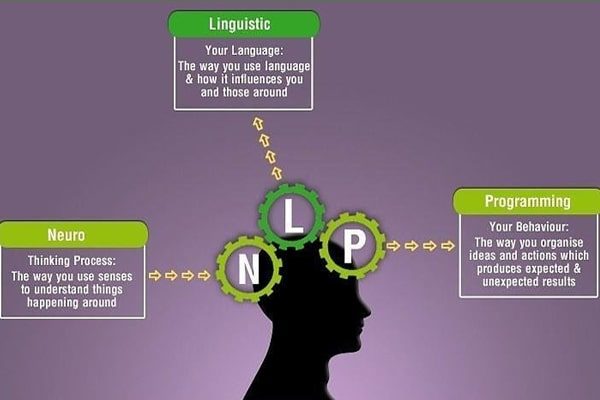 Linguistic
Your Language:
The way you use language
& how it influences you
and those around
L
Programming
Your Behaviour:
The way you organise
ideas and actions which
produces expected &
unexpected results
P
Neuro
Thinking Process:
The way you use senses
to understand things
happening around
N